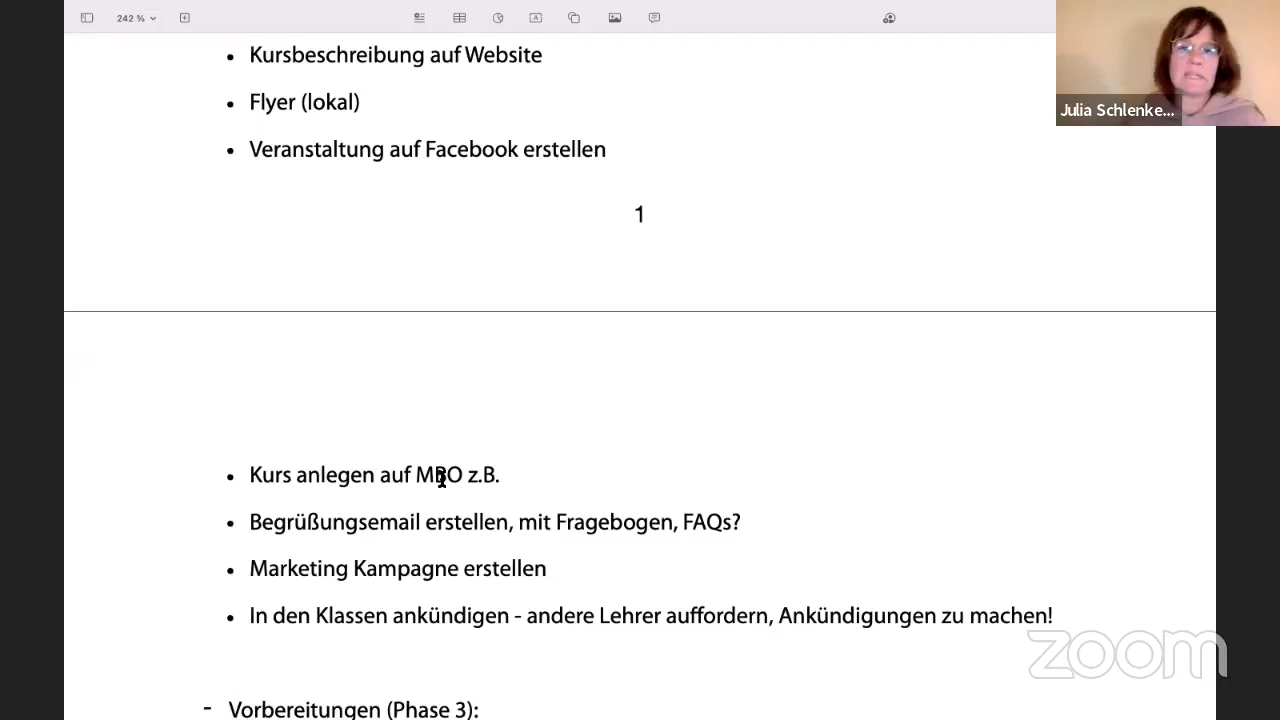 242 %
• Kursbeschreibung auf Website
Julia Schlenke...
• Flyer (lokal)
• Veranstaltung auf Facebook erstellen
1
• Kurs anlegen auf MBO z.B.
• Begrüßungsemail erstellen, mit Fragebogen, FAQs?
• Marketing Kampagne erstellen
• In den Klassen ankündigen - andere Lehrer auffordern, Ankündigungen zu machen!
zoom
- Vorbereitungen (Phase 3):